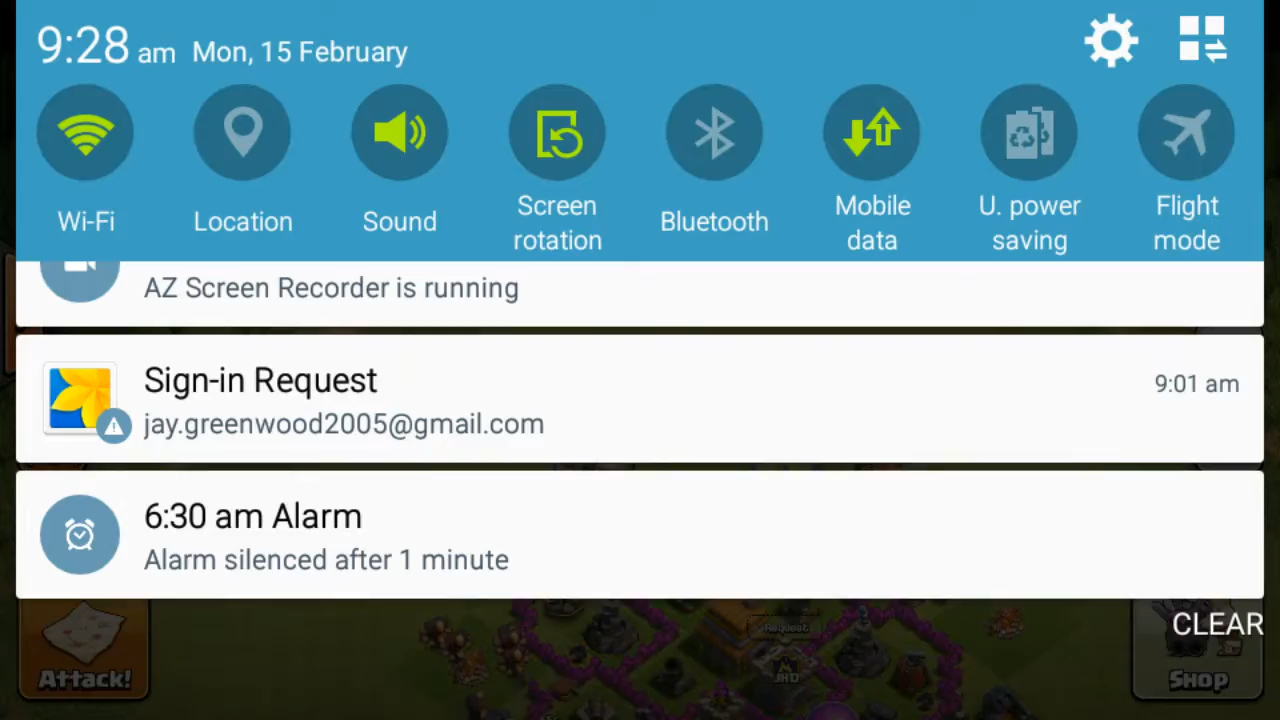 9:28 am Mon, 15 February
Wi-Fi
Location
Sound
Screen
rotation
Bluetooth
Mobile
data
U. power
saving
Flight
mode
AZ Screen Recorder is running
Sign-in Request
9:01 am
jay.greenwood2005@gmail.com
6:30 am Alarm
Alarm silenced after 1 minute
CLEAR
Request
Attack!
Shop